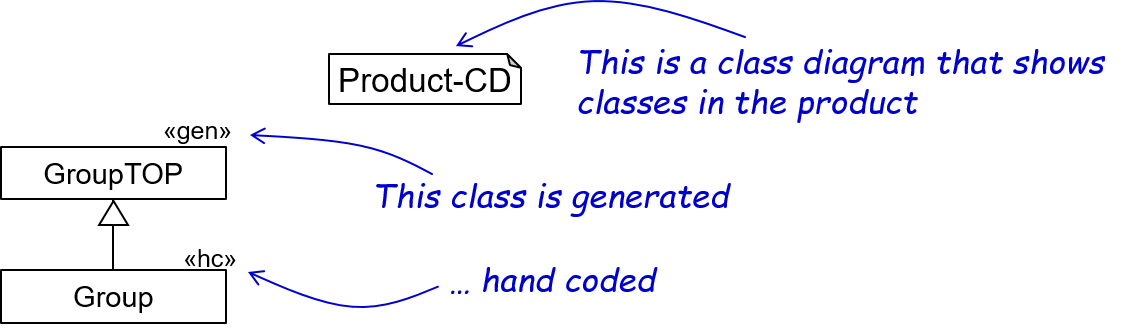 Product-CD
This is a class diagram that shows
classes in the product
«gen»
GroupTOP
This class is generated
«hc»
... hand coded
Group